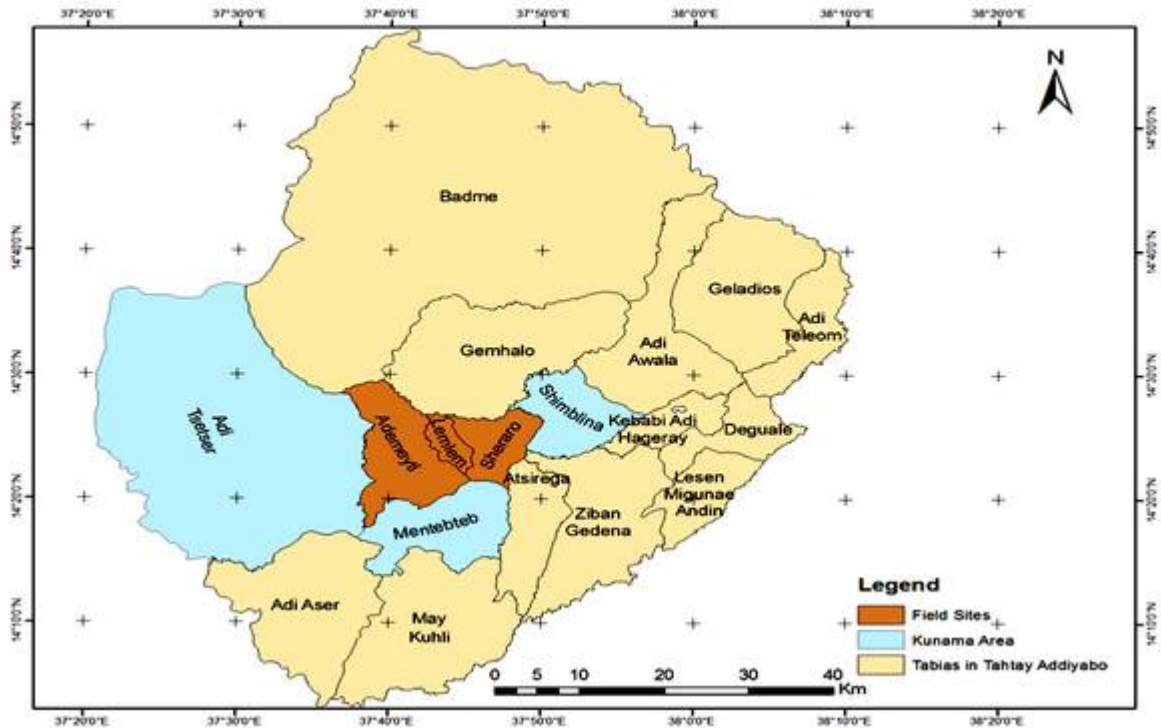 37°20'0"E 37°30'0"E 37°40'0"E 37°50'0"E 38°0'0"E 38°10'0"E 38°20'0"E
N
14°50'0"N 14°50'0"N
Badme
14°40'0"N 14°40'0"N
Geladios
Adi
Teleom
Gemhalo
Adi
Awala
14°30'0"N 14°30'0"N
Shimblina
Adi
Tsetser
Ademeyti
Lemlem
Sheraro
Kebabi Adi
Hageray
Deguale
Atsirega
Lesen
Migunae
Andin
14°20'0"N 14°20'0"N
Ziban
Gedena
Mentebteb
Adi Aser
May
Kuhli
14°10'0"N 14°10'0"N
Legend
Field Sites
Kunama Area
Tabias in Tahtay Addiyabo
0 5 10 20 30 40
Km
37°20'0"E 37°30'0"E 37°40'0"E 37°50'0"E 38°0'0"E 38°10'0"E 38°20'0"E